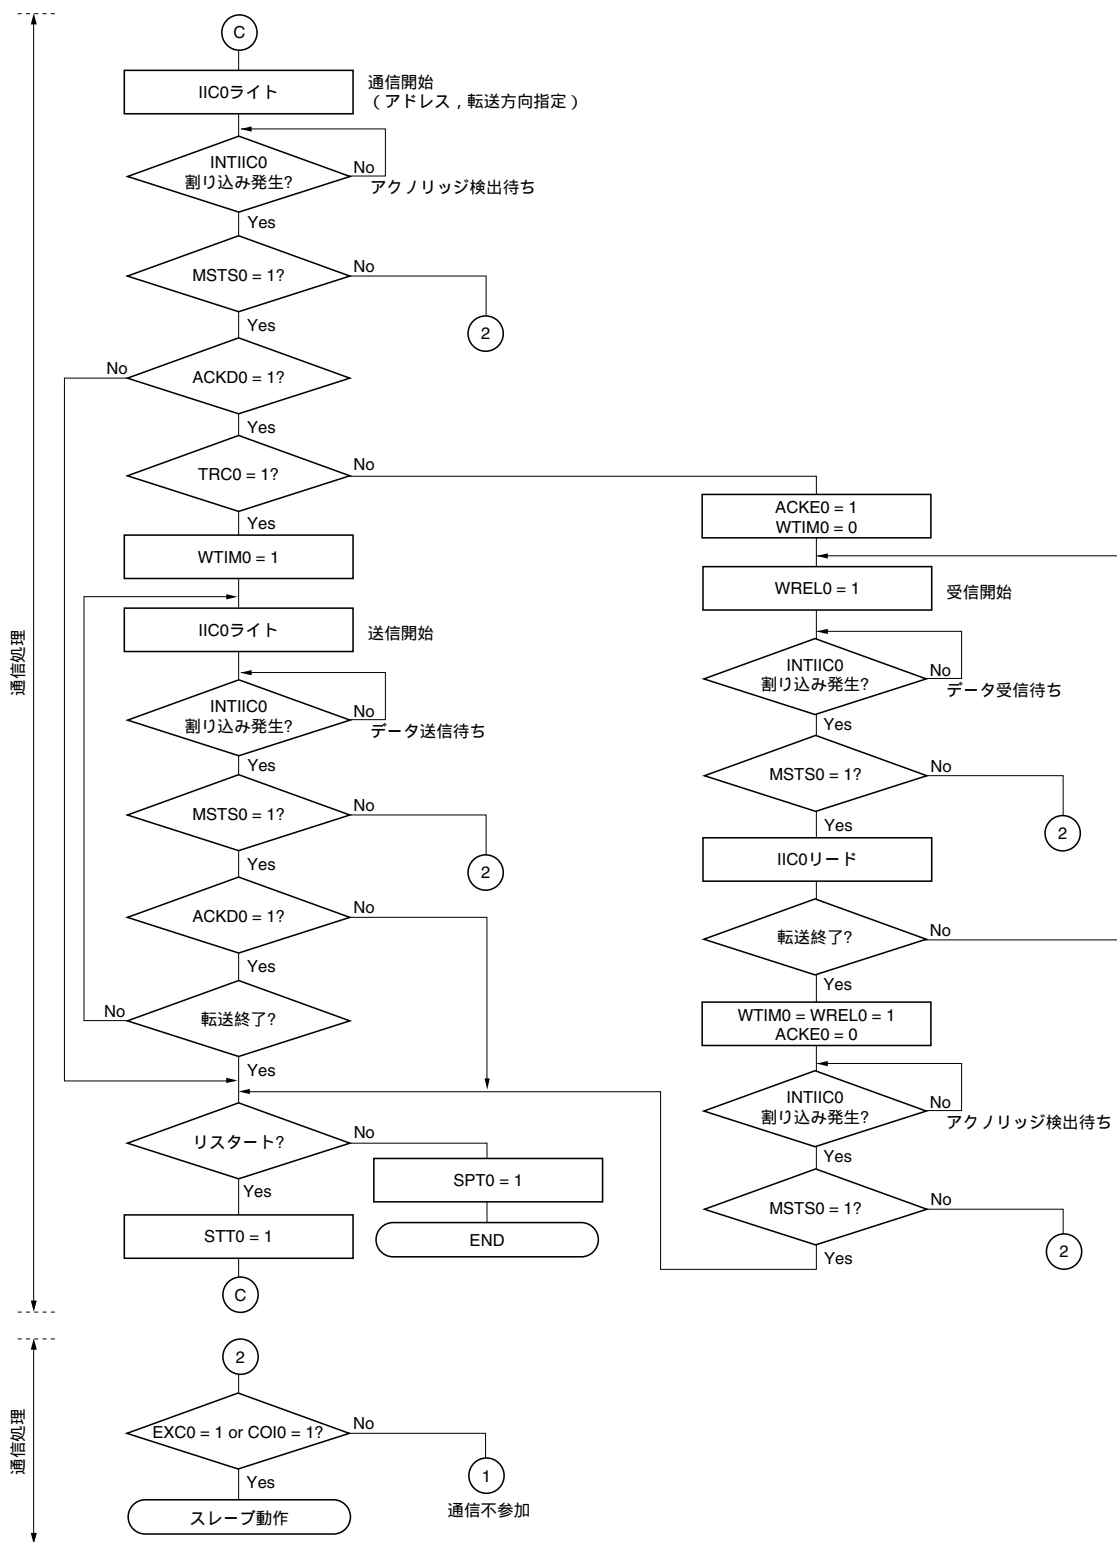 C
IIC0ライト
通信開始
（アドレス，転送方向指定）
INTIIC0
割り込み発生?
No
アクノリッジ検出待ち
Yes
MSTS0 = 1?
No
2
Yes
ACKD0 = 1?
No
Yes
TRC0 = 1?
No
Yes
WTIM0 = 1
IIC0ライト
送信開始
INTIIC0
割り込み発生?
No
データ送信待ち
Yes
MSTS0 = 1?
No
2
Yes
ACKD0 = 1?
No
Yes
転送終了?
No
Yes
リスタート?
No
SPT0 = 1
END
Yes
STT0 = 1
C
ACKE0 = 1
WTIM0 = 0
WREL0 = 1
受信開始
INTIIC0
割り込み発生?
No
データ受信待ち
Yes
MSTS0 = 1?
No
2
Yes
IIC0リード
転送終了?
No
Yes
WTIM0 = WREL0 = 1
ACKE0 = 0
INTIIC0
割り込み発生?
No
アクノリッジ検出待ち
Yes
MSTS0 = 1?
No
2
Yes
通信処理
2
EXC0 = 1 or COI0 = 1?
No
1
通信不参加
Yes
スレーブ動作
通信処理